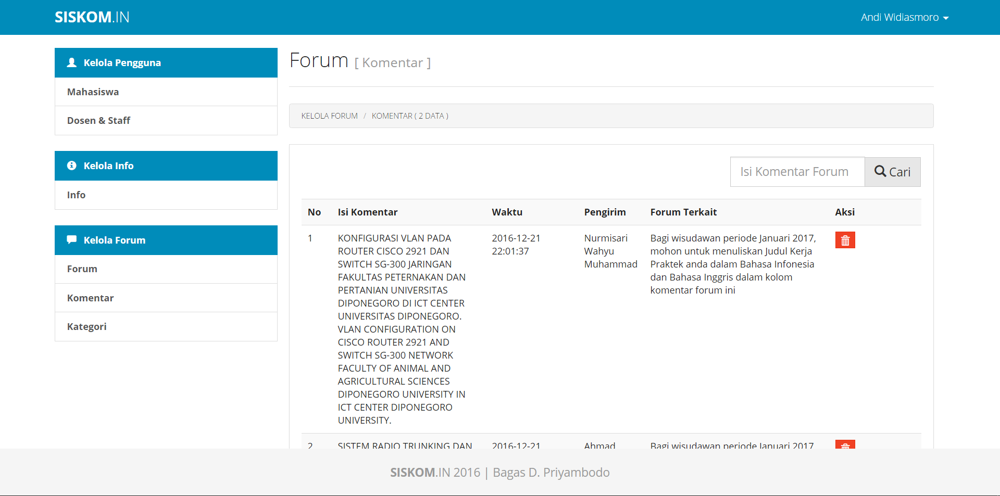 SISKOM.IN
Andi Widiasmoro
Kelola Pengguna
Mahasiswa
Dosen & Staff
Kelola Info
Info
Kelola Forum
Forum
Komentar
Kategori
Forum [ Komentar ]
KELOLA FORUM / KOMENTAR ( 2 DATA )
Isi Komentar Forum
Cari
No Isi Komentar Waktu Pengirim Forum Terkait Aksi
1
KONFIGURASI VLAN PADA
ROUTER CISCO 2921 DAN
SWITCH SG-300 JARINGAN
FAKULTAS PETERNAKAN DAN
PERTANIAN UNIVERSITAS
DIPONEGORO DI ICT CENTER
UNIVERSITAS DIPONEGORO.
VLAN CONFIGURATION ON
CISCO ROUTER 2921 AND
SWITCH SG-300 NETWORK
FACULTY OF ANIMAL AND
AGRICULTURAL SCIENCES
DIPONEGORO UNIVERSITY IN
ICT CENTER DIPONEGORO
UNIVERSITY.
2016-12-21
22:01:37
Nurmisari
Wahyu
Muhammad
Bagi wisudawan periode Januari 2017,
mohon untuk menuliskan Judul Kerja
Praktek anda dalam Bahasa Infonesia
dan Bahasa Inggris dalam kolom
komentar forum ini
2
SISTEM RADIO TRUNKING DAN
2016-12-21
Ahmad
Bagi wisudawan periode Januari 2017
SISKOM.IN 2016 | Bagas D. Priyambodo